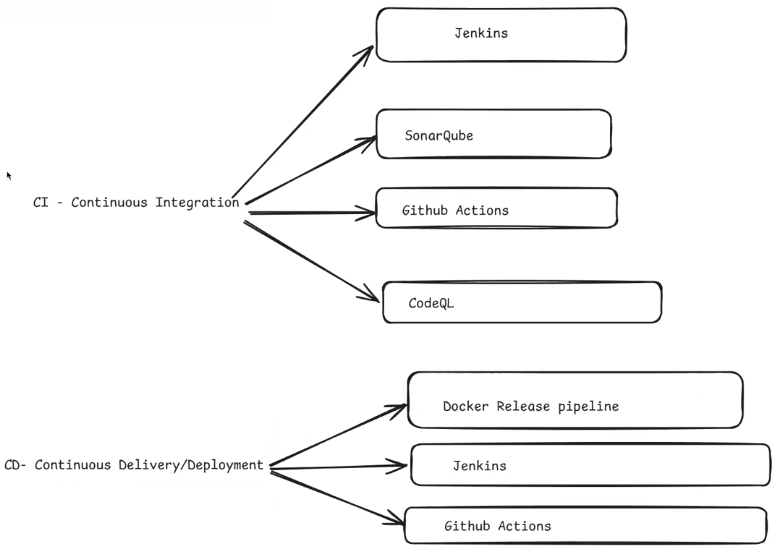 Jenkins
SonarQube
CI - Continuous Integration
Github Actions
CodeQL
Docker Release pipeline
CD- Continuous Delivery/Deployment
Jenkins
Github Actions